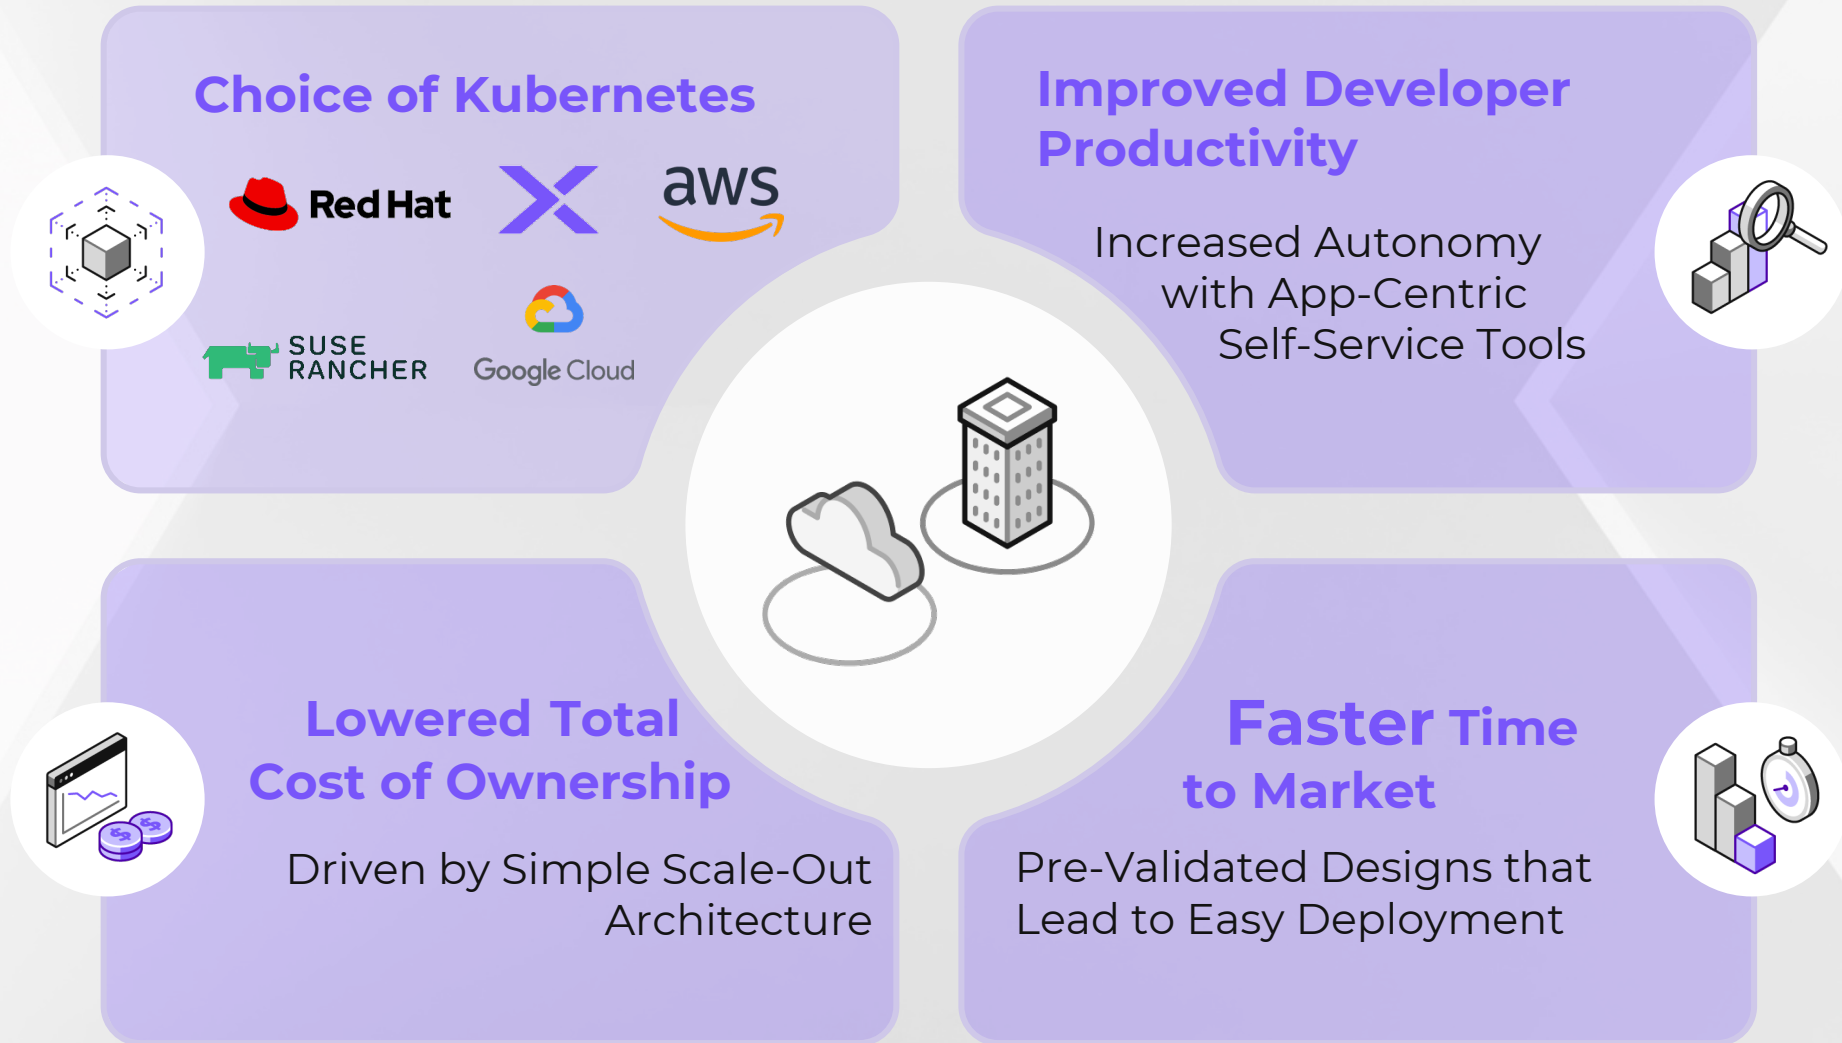 Choice of Kubernetes
Red Hat
aws
SUSE
RANCHER
Google Cloud
Improved Developer
Productivity
Increased Autonomy
with App-Centric
Self-Service Tools
Lowered Total
Cost of Ownership
Driven by Simple Scale-Out
Architecture
Faster Time
to Market
Pre-Validated Designs that
Lead to Easy Deployment